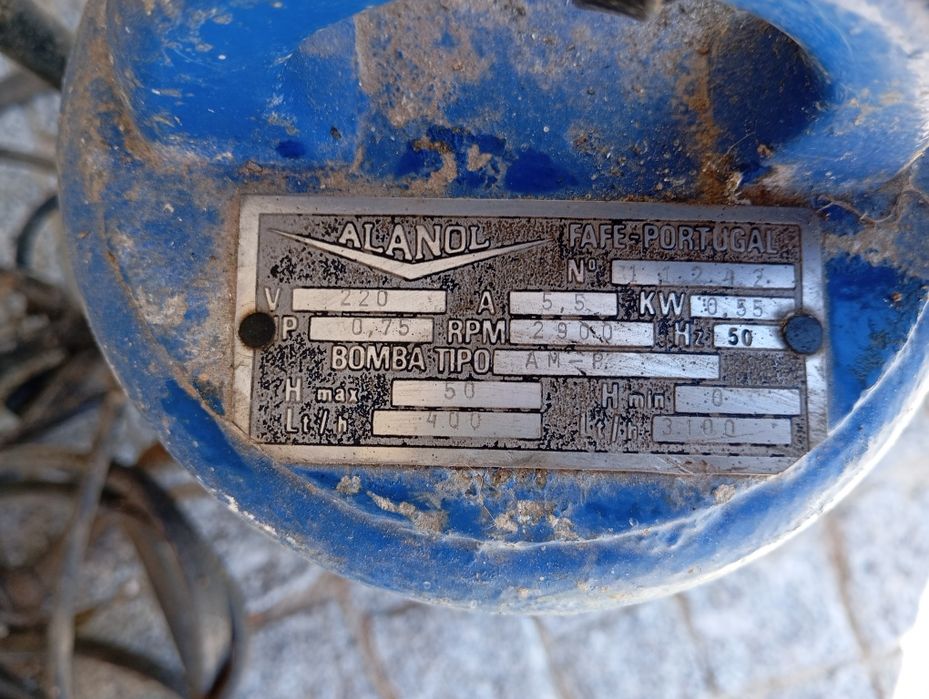 ALANOL FAFE-PORTUGAL
Nº 11247
V 220 A 5,5 KW 0,55
P 0,75 RPM 2900 Hz 50
BOMBA TIPO AM-P
H max 50 H min 0
Lt/h 400 Lt/h 3100